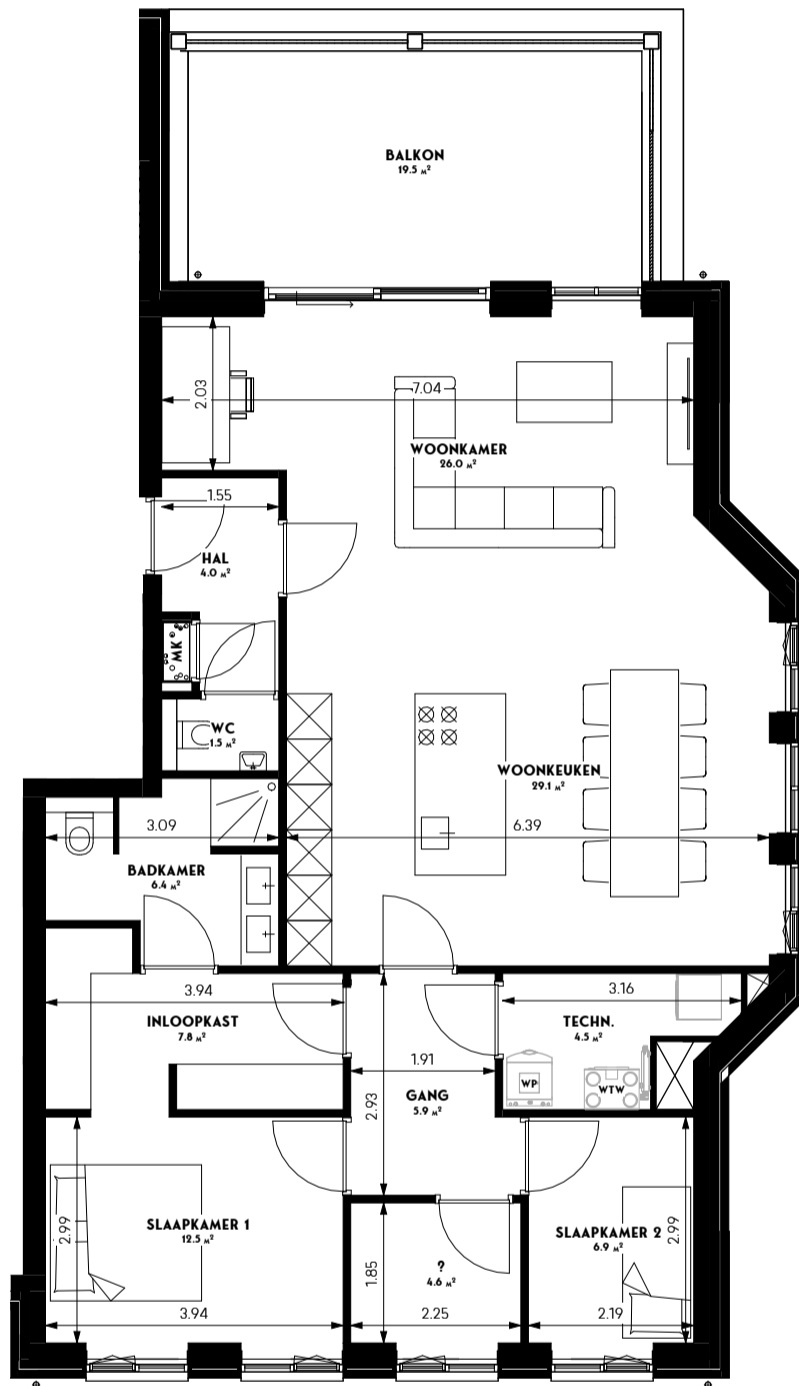 BALKON
19.5 M²
2.03
7.04
WOONKAMER
26.0 M²
1.55
HAL
4.0 M²
MK
WC
1.5 M²
WOONKEUKEN
29.1 M²
3.09
6.39
BADKAMER
6.4 M²
3.94
3.16
INLOOPKAST
7.8 M²
TECHN.
4.5 M²
1.91
WP
WTW
2.93
GANG
5.9 M²
2.99
SLAAPKAMER 1
12.5 M²
SLAAPKAMER 2
6.9 M²
2.99
1.85
?
4.6 M²
3.94
2.25
2.19